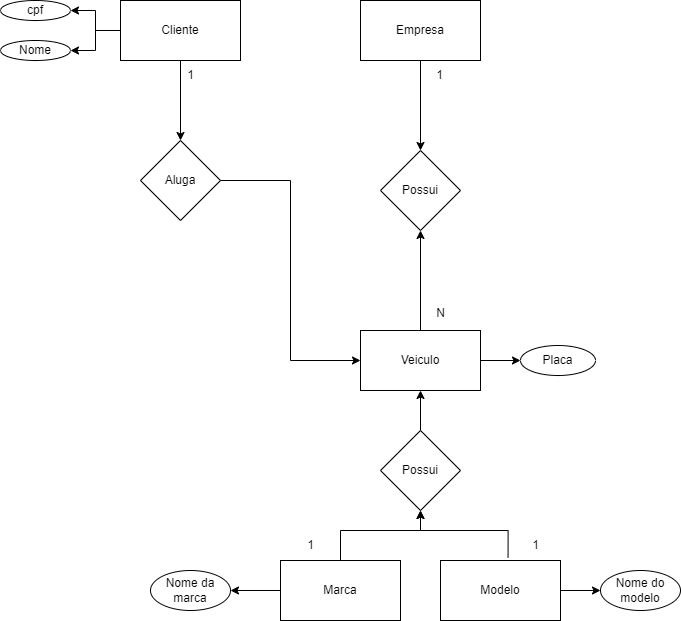 cpf
Nome
Cliente
Empresa
1
1
Aluga
Possui
N
Veiculo
Placa
Possui
1
1
Nome da
marca
Marca
Modelo
Nome do
modelo